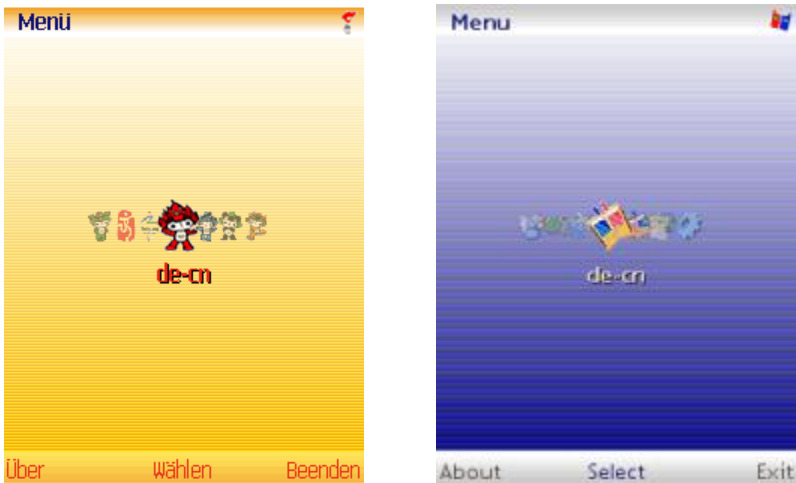 Menü
de-cn
Über Wählen Beenden
Menu
de-cn
About Select Exit